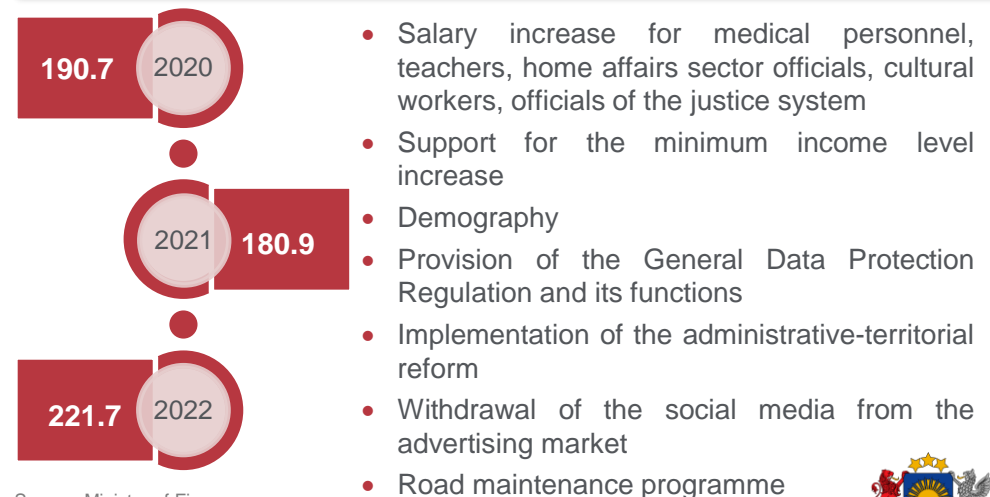 190.7
2020
2021
180.9
221.7
2022
• Salary increase for medical personnel,
teachers, home affairs sector officials, cultural
workers, officials of the justice system
• Support for the minimum income level
increase
• Demography
• Provision of the General Data Protection
Regulation and its functions
• Implementation of the administrative-territorial
reform
• Withdrawal of the social media from the
advertising market
• Road maintenance programme